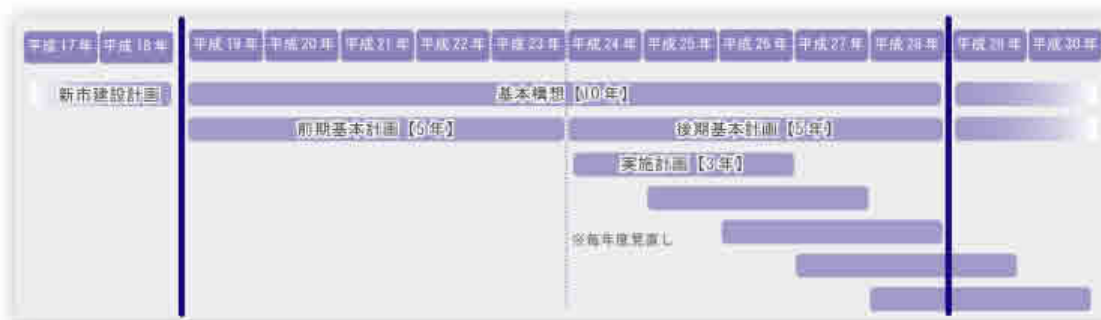 平成17年 平成18年 平成19年 平成20年 平成21年 平成22年 平成23年 平成24年 平成25年 平成26年 平成27年 平成28年 平成29年 平成30年
新市建設計画 基本構想【10年】
前期基本計画【5年】 後期基本計画【5年】
実施計画【3年】
※毎年度見直し